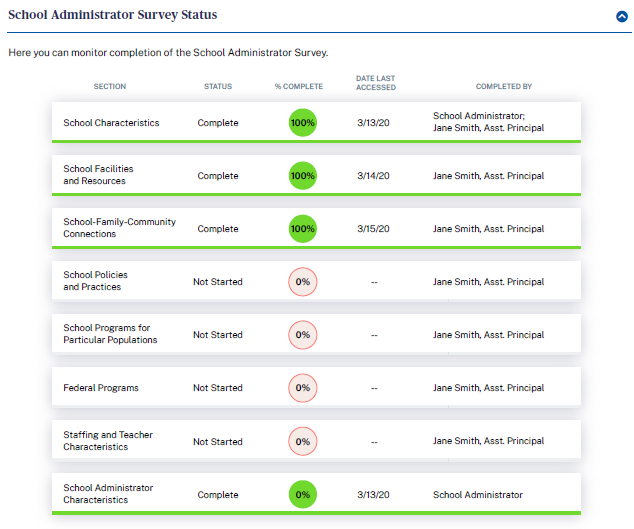 School Administrator Survey Status
Here you can monitor completion of the School Administrator Survey.
SECTION STATUS % COMPLETE DATE LAST ACCESSED COMPLETED BY
School Characteristics Complete 100% 3/13/20 School Administrator;
Jane Smith, Asst. Principal
School Facilities
and Resources Complete 100% 3/14/20 Jane Smith, Asst. Principal
School-Family-Community
Connections Complete 100% 3/15/20 Jane Smith, Asst. Principal
School Policies
and Practices Not Started 0% -- Jane Smith, Asst. Principal
School Programs for
Particular Populations Not Started 0% -- Jane Smith, Asst. Principal
Federal Programs Not Started 0% -- Jane Smith, Asst. Principal
Staffing and Teacher
Characteristics Not Started 0% -- Jane Smith, Asst. Principal
School Administrator
Characteristics Complete 0% 3/13/20 School Administrator